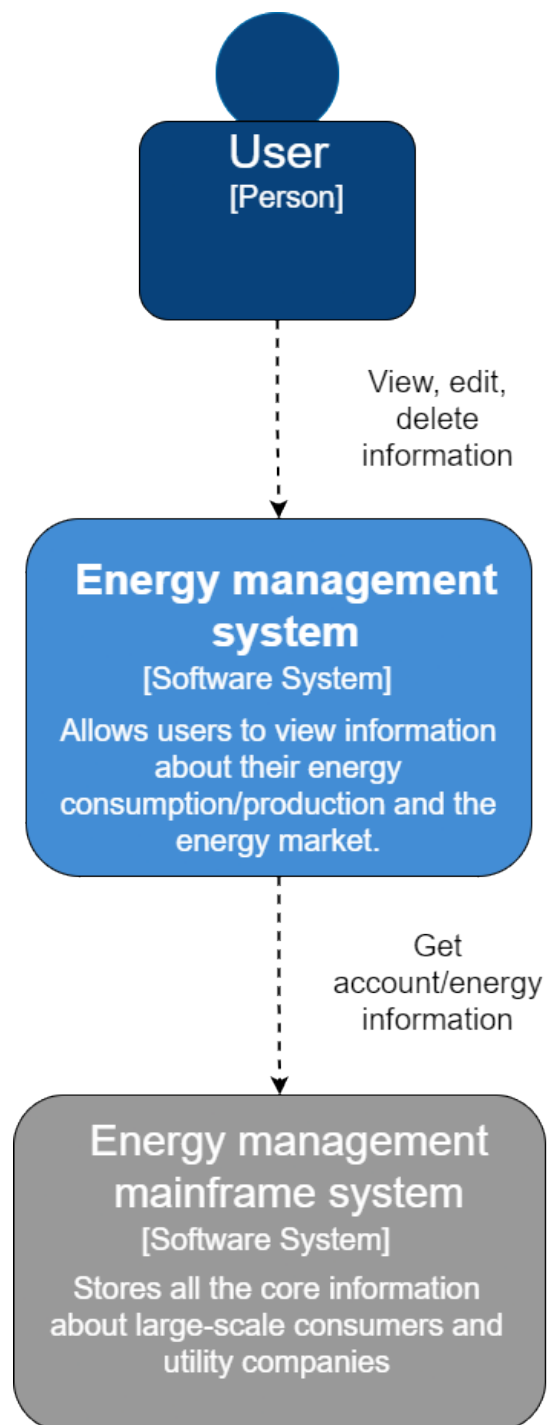 User
[Person]
View, edit,
delete
information
Energy management
system
[Software System]
Allows users to view information
about their energy
consumption/production and the
energy market.
Get
account/energy
information
Energy management
mainframe system
[Software System]
Stores all the core information
about large-scale consumers and
utility companies